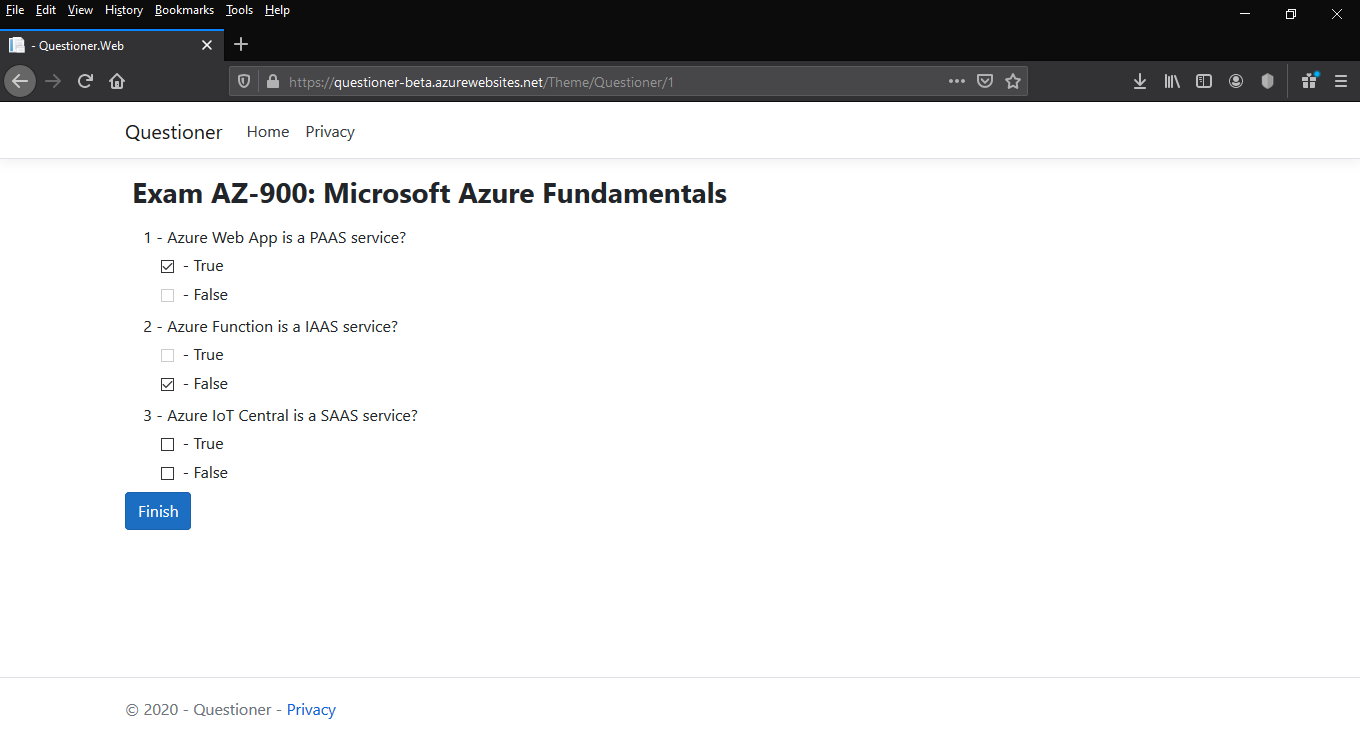 File Edit View History Bookmarks Tools Help
- Questioner.Web
https://questioner-beta.azurewebsites.net/Theme/Questioner/1
Questioner Home Privacy
Exam AZ-900: Microsoft Azure Fundamentals
1 - Azure Web App is a PAAS service?
- True
- False
2 - Azure Function is a IAAS service?
- True
- False
3 - Azure IoT Central is a SAAS service?
- True
- False
Finish
© 2020 - Questioner - Privacy